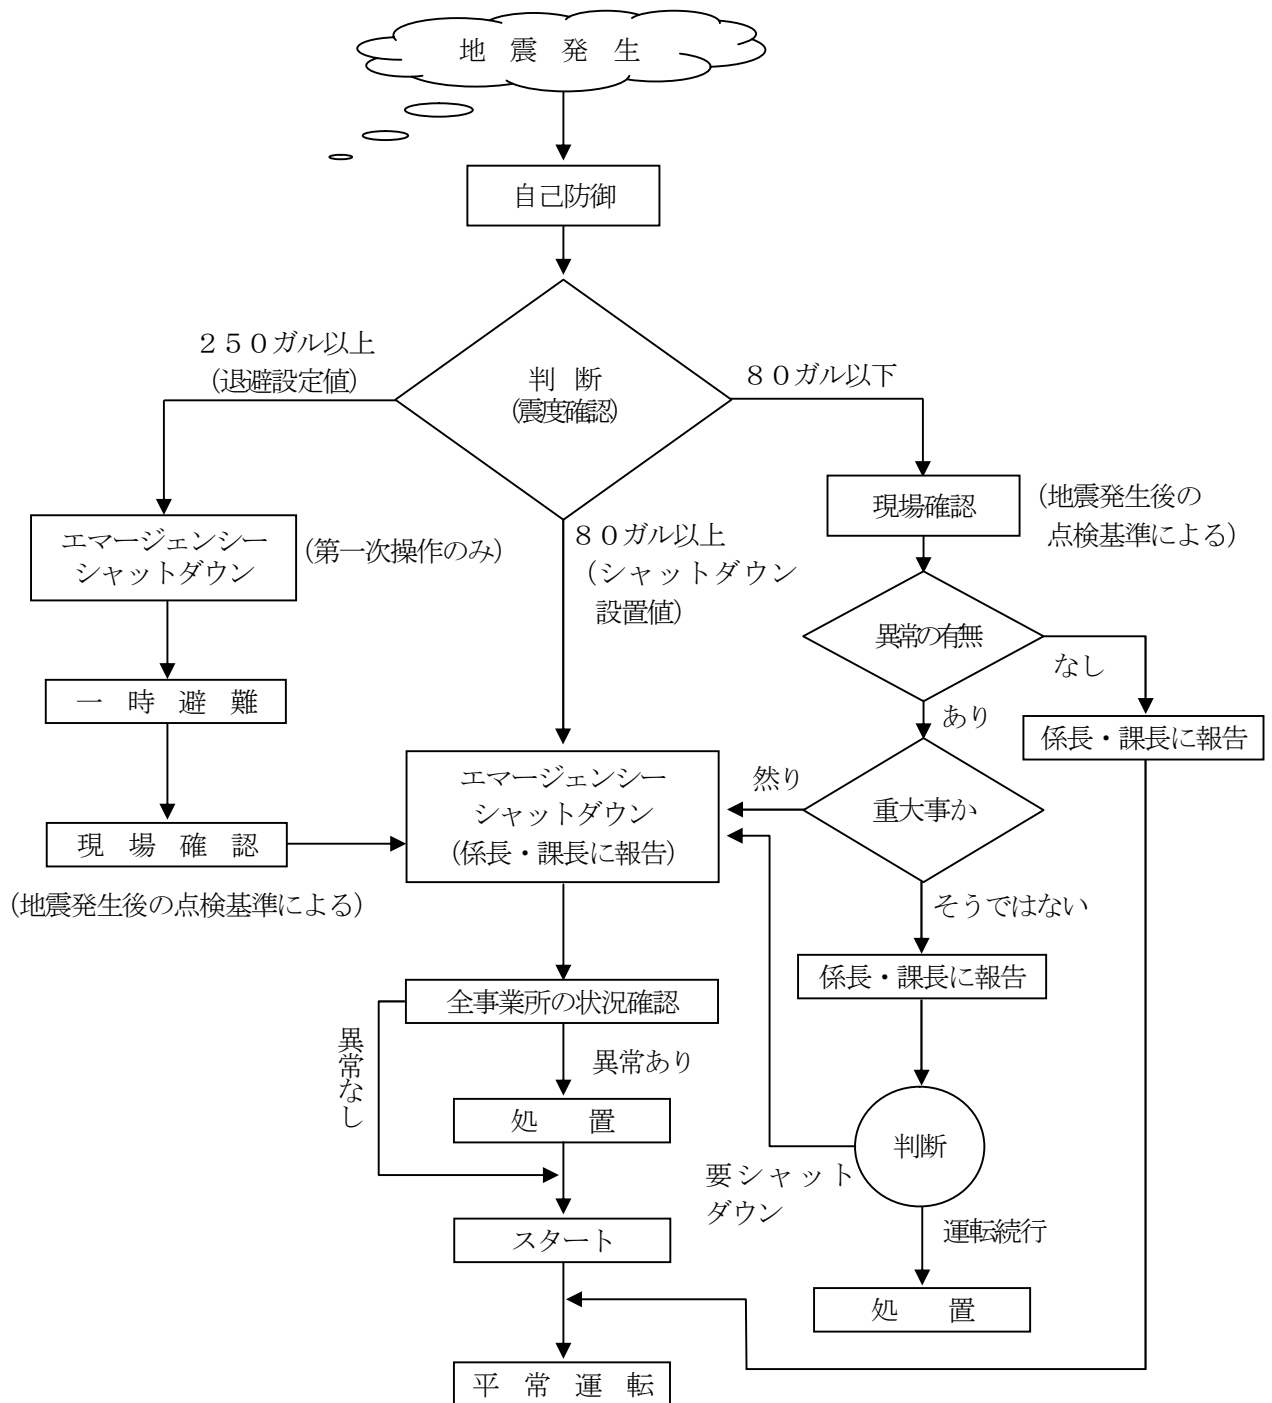 地　震　発　生
自己防御
２５０ガル以上
(退避設定値)
判　断
(震度確認)
８０ガル以下
エマージェンシー
シャットダウン
(第一次操作のみ)
８０ガル以上
（シャットダウン
設置値）
現場確認
(地震発生後の
点検基準による)
異常の有無
なし
あり
係長・課長に報告
一　時　避　難
現　場　確　認
(地震発生後の点検基準による)
エマージェンシー
シャットダウン
(係長・課長に報告)
然り
重大事か
そうではない
係長・課長に報告
全事業所の状況確認
異常なし
異常あり
処　　置
判断
要シャット
ダウン
運転続行
スタート
処　　置
平　常　運　転